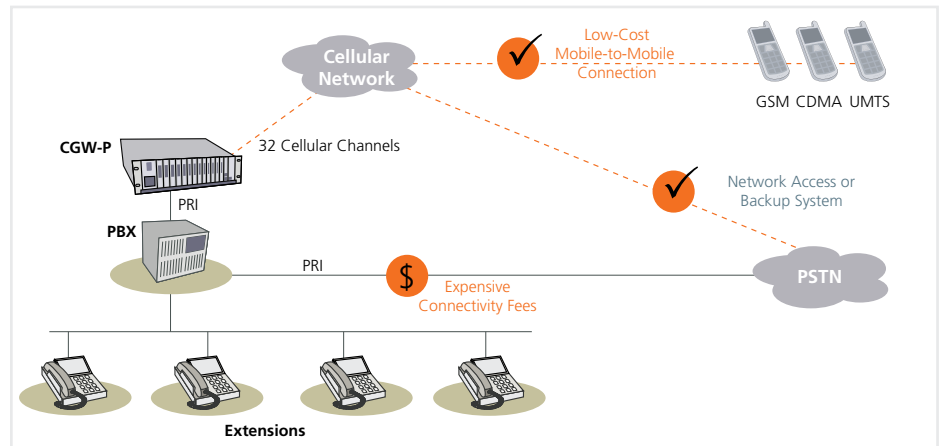 Cellular
Network
Low-Cost
Mobile-to-Mobile
Connection
GSM CDMA UMTS
CGW-P
32 Cellular Channels
PRI
Network Access or
Backup System
PBX
PRI
$
Expensive
Connectivity Fees
PSTN
Extensions